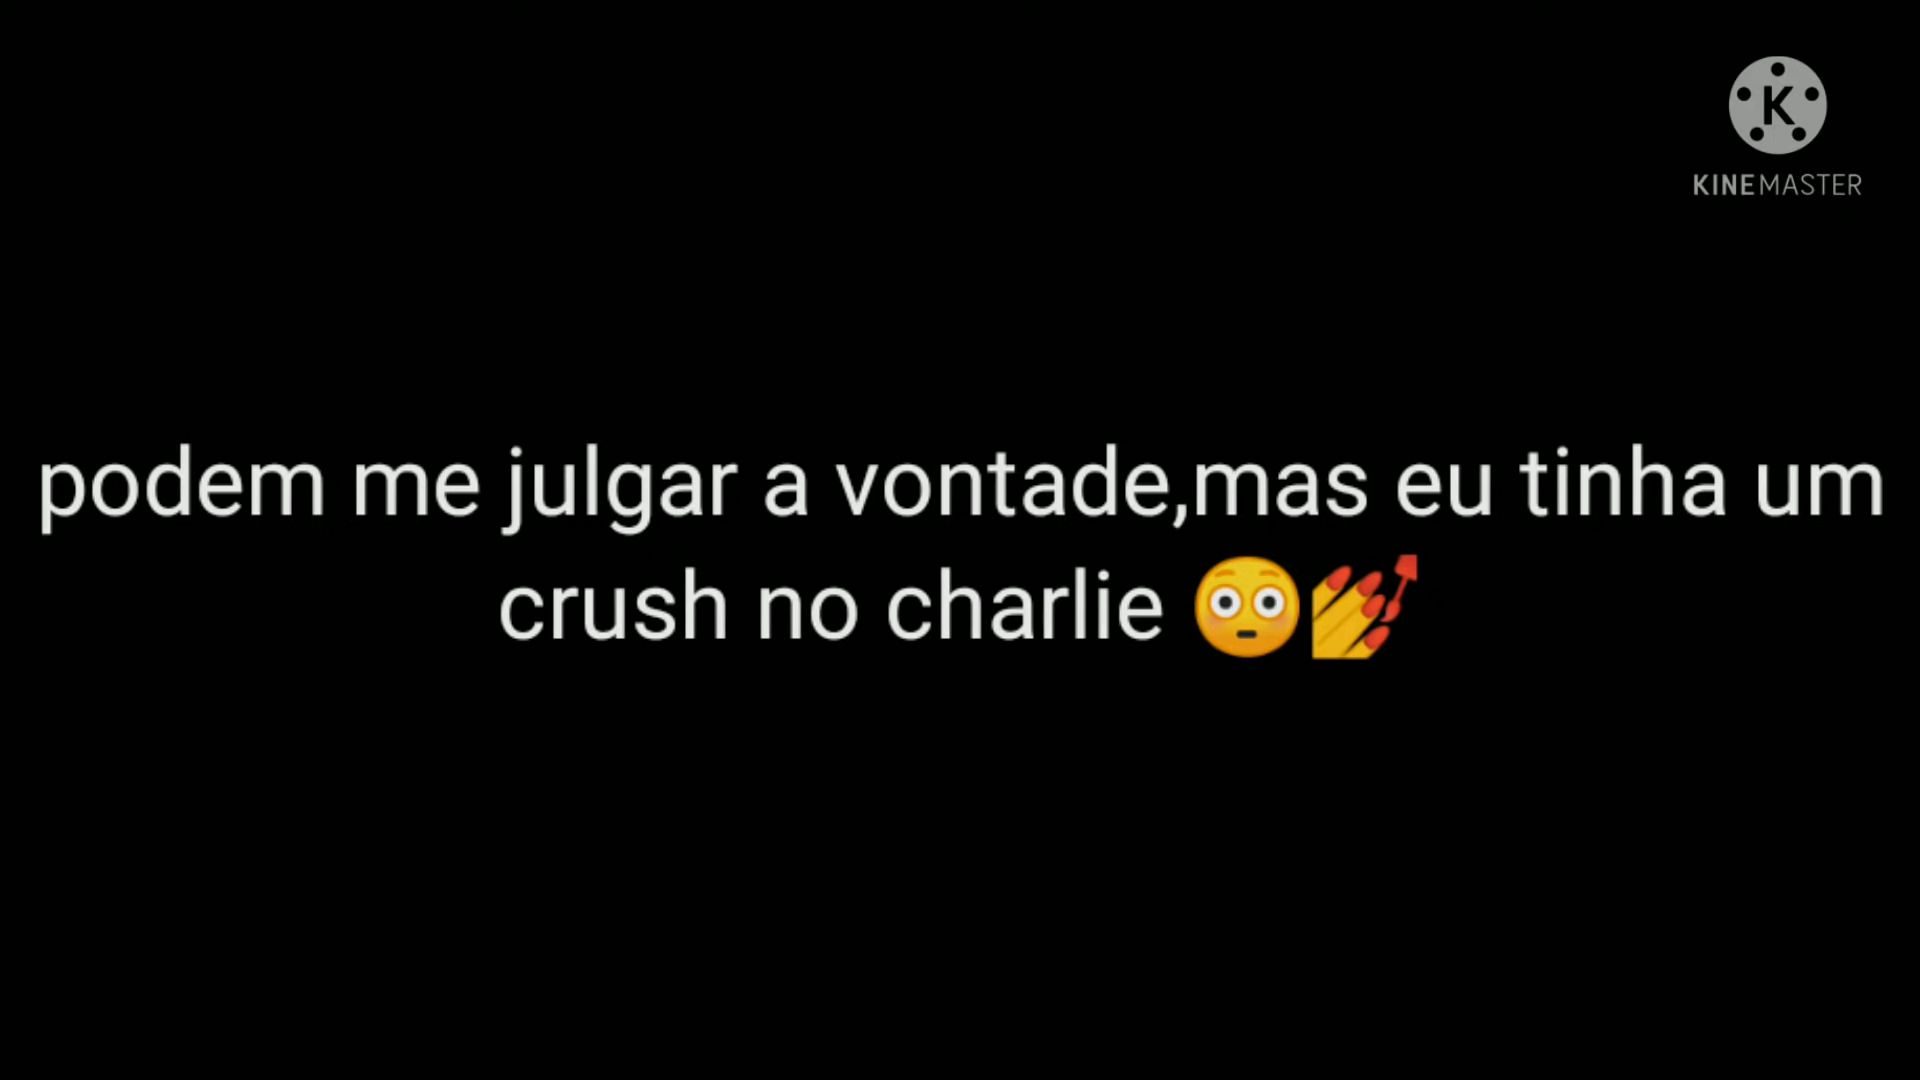 K
KINEMASTER
podem me julgar a vontade,mas eu tinha um
crush no charlie 😳💅